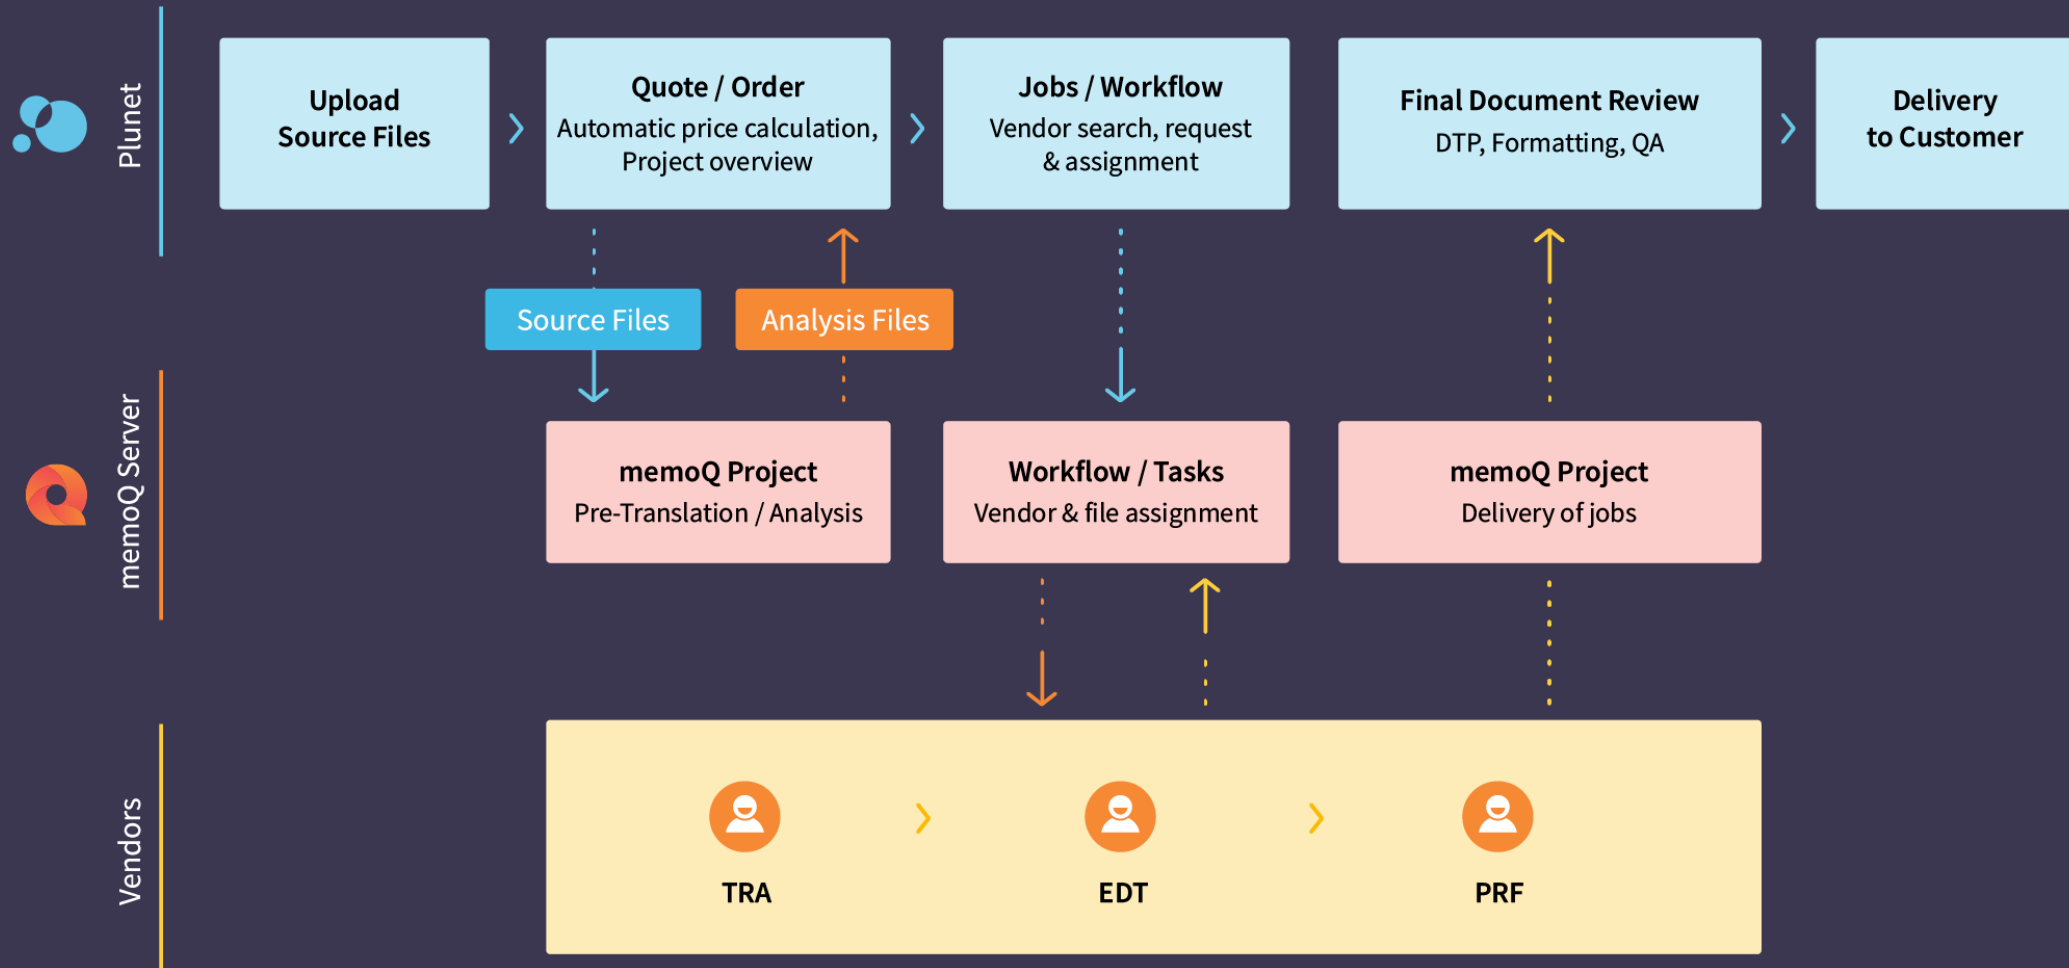 Plunet
Upload
Source Files
Quote / Order
Automatic price calculation,
Project overview
Jobs / Workflow
Vendor search, request
& assignment
Final Document Review
DTP, Formatting, QA
Delivery
to Customer
Source Files
Analysis Files
memoQ Server
memoQ Project
Pre-Translation / Analysis
Workflow / Tasks
Vendor & file assignment
memoQ Project
Delivery of jobs
Vendors
TRA
EDT
PRF